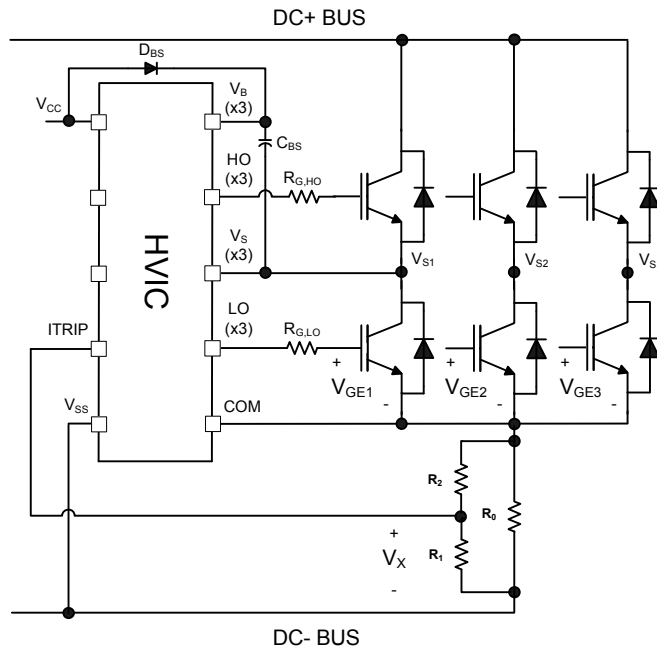 DC+ BUS
DBS
VCC
VB
(x3)
CBS
HO
(x3)
RG,HO
HVIC
VS
(x3)
VS1
VS2
VS
LO
(x3)
RG,LO
ITRIP
+
VGE1
-
+
VGE2
-
+
VGE3
-
VSS
COM
R2
R0
+
VX
-
R1
DC- BUS